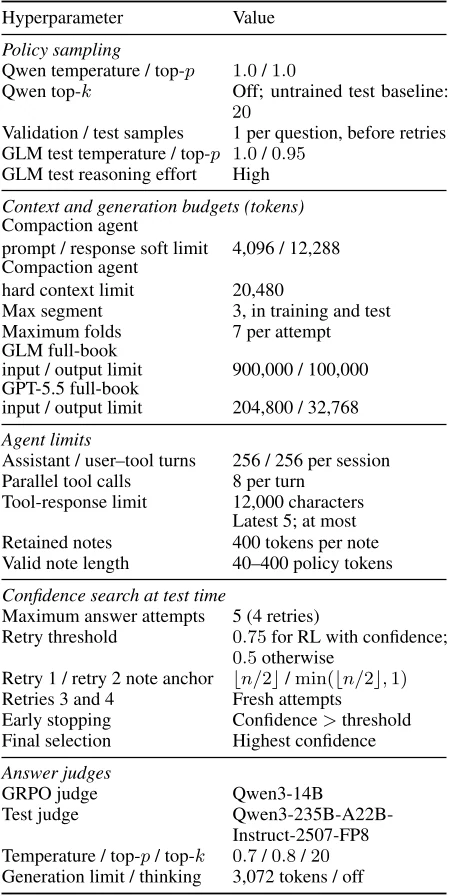 Hyperparameter Value
Policy sampling
Qwen temperature / top-p 1.0 / 1.0
Qwen top-k Off; untrained test baseline:
20
Validation / test samples 1 per question, before retries
GLM test temperature / top-p 1.0 / 0.95
GLM test reasoning effort High
Context and generation budgets (tokens)
Compaction agent
prompt / response soft limit 4,096 / 12,288
Compaction agent
hard context limit 20,480
Max segment 3, in training and test
Maximum folds 7 per attempt
GLM full-book
input / output limit 900,000 / 100,000
GPT-5.5 full-book
input / output limit 204,800 / 32,768
Agent limits
Assistant / user–tool turns 256 / 256 per session
Parallel tool calls 8 per turn
Tool-response limit 12,000 characters
Latest 5; at most
Retained notes 400 tokens per note
Valid note length 40–400 policy tokens
Confidence search at test time
Maximum answer attempts 5 (4 retries)
Retry threshold 0.75 for RL with confidence;
0.5 otherwise
Retry 1 / retry 2 note anchor ⌊n/2⌋ / min(⌊n/2⌋, 1)
Retries 3 and 4 Fresh attempts
Early stopping Confidence > threshold
Final selection Highest confidence
Answer judges
GRPO judge Qwen3-14B
Test judge Qwen3-235B-A22B-
Instruct-2507-FP8
Temperature / top-p / top-k 0.7 / 0.8 / 20
Generation limit / thinking 3,072 tokens / off